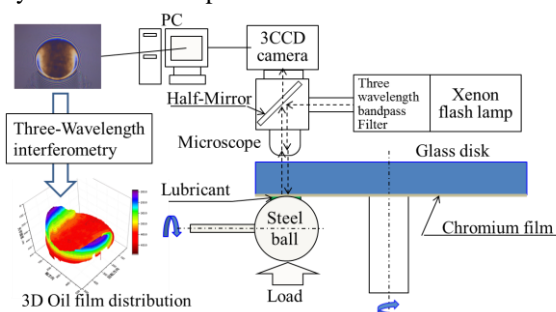 PC
3CCD
camera
Half-Mirror
Three
wavelength
bandpass
Filter
Xenon
flash lamp
Three-Wavelength
interferometry
Microscope
Glass disk
Lubricant
Steel
ball
Chromium film
Load
3D Oil film distribution